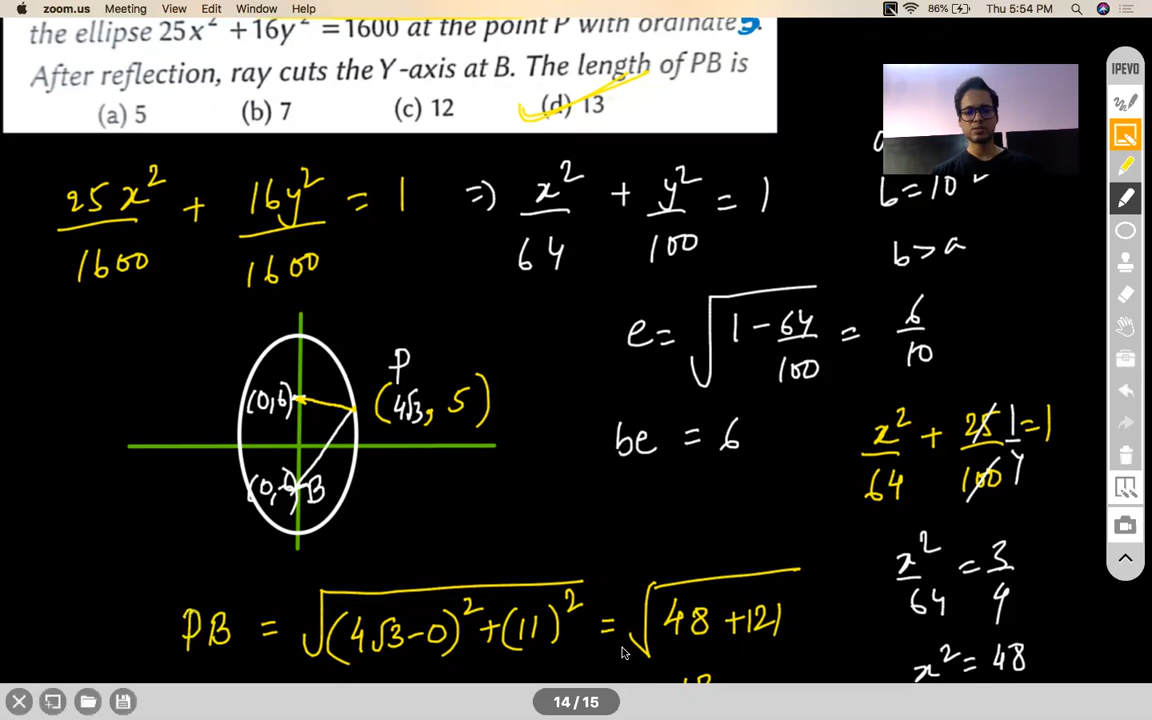 zoom.us Meeting View Edit Window Help 86% Thu 5:54 PM
the ellipse 25x² + 16y² = 1600 at the point P with ordinate 5.
After reflection, ray cuts the Y-axis at B. The length of PB is
(a) 5 (b) 7 (c) 12 (d) 13
IPEVO
25x²/1600 + 16y²/1600 = 1 => x²/64 + y²/100 = 1
b = 10
b > a
e = √(1 - 64/100) = 6/10
P
(0,6) (4√3, 5)
be = 6
x²/64 + 25/100 1/4 = 1
(0,-6) B
x²/64 = 3/4
PB = √((4√3-0)² + (11)²) = √(48 + 121)
x² = 48
14 / 15